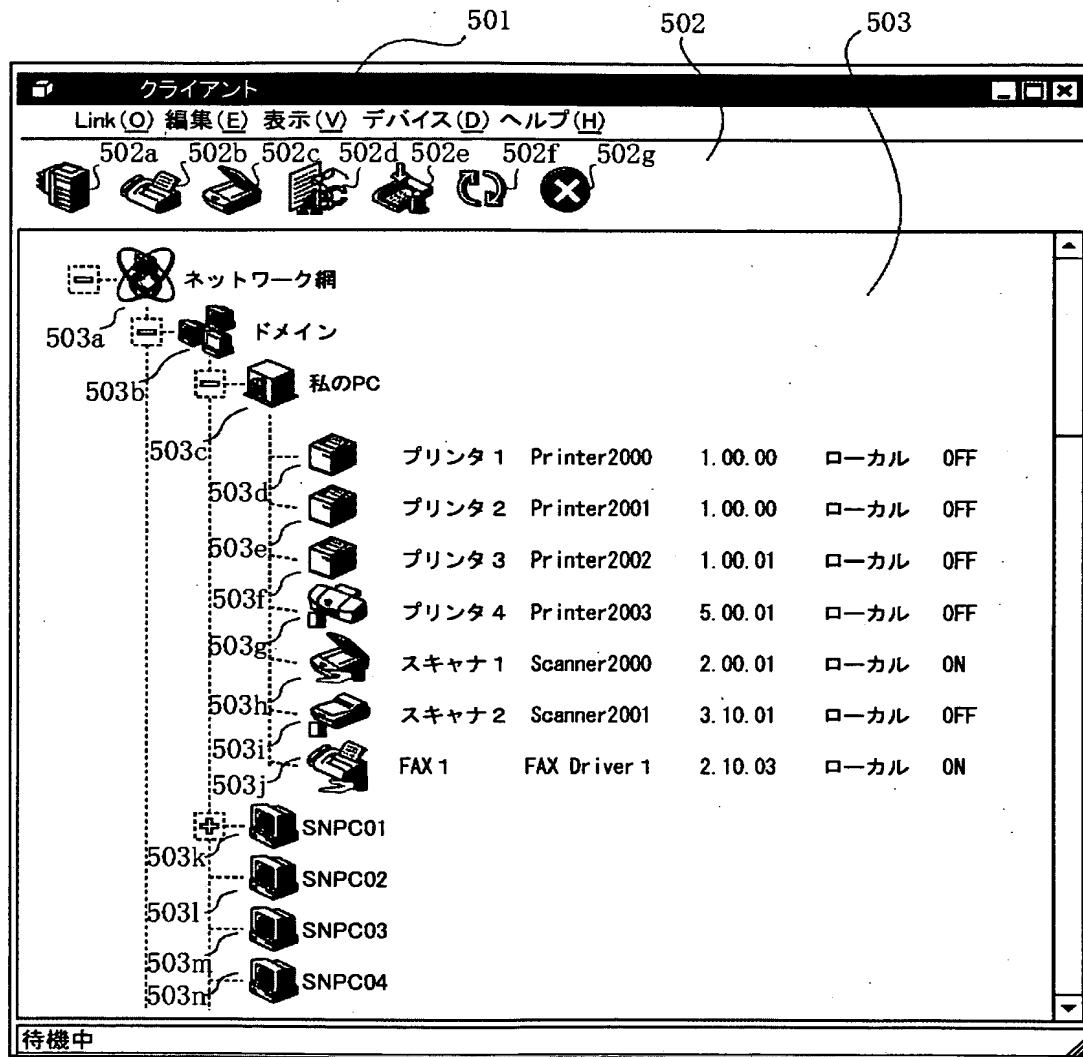 501 502 503
クライアント
Link(O) 編集(E) 表示(V) デバイス(D) ヘルプ(H)
502a 502b 502c 502d 502e 502f 502g
ネットワーク網
503a
ドメイン
503b
私のPC
503c
プリンタ1 Printer2000 1.00.00 ローカル OFF
503d
プリンタ2 Printer2001 1.00.00 ローカル OFF
503e
プリンタ3 Printer2002 1.00.01 ローカル OFF
503f
プリンタ4 Printer2003 5.00.01 ローカル OFF
503g
スキャナ1 Scanner2000 2.00.01 ローカル ON
503h
スキャナ2 Scanner2001 3.10.01 ローカル OFF
503i
FAX1 FAX Driver1 2.10.03 ローカル ON
503j
SNPC01
503k
SNPC02
503l
SNPC03
503m
SNPC04
503n
待機中